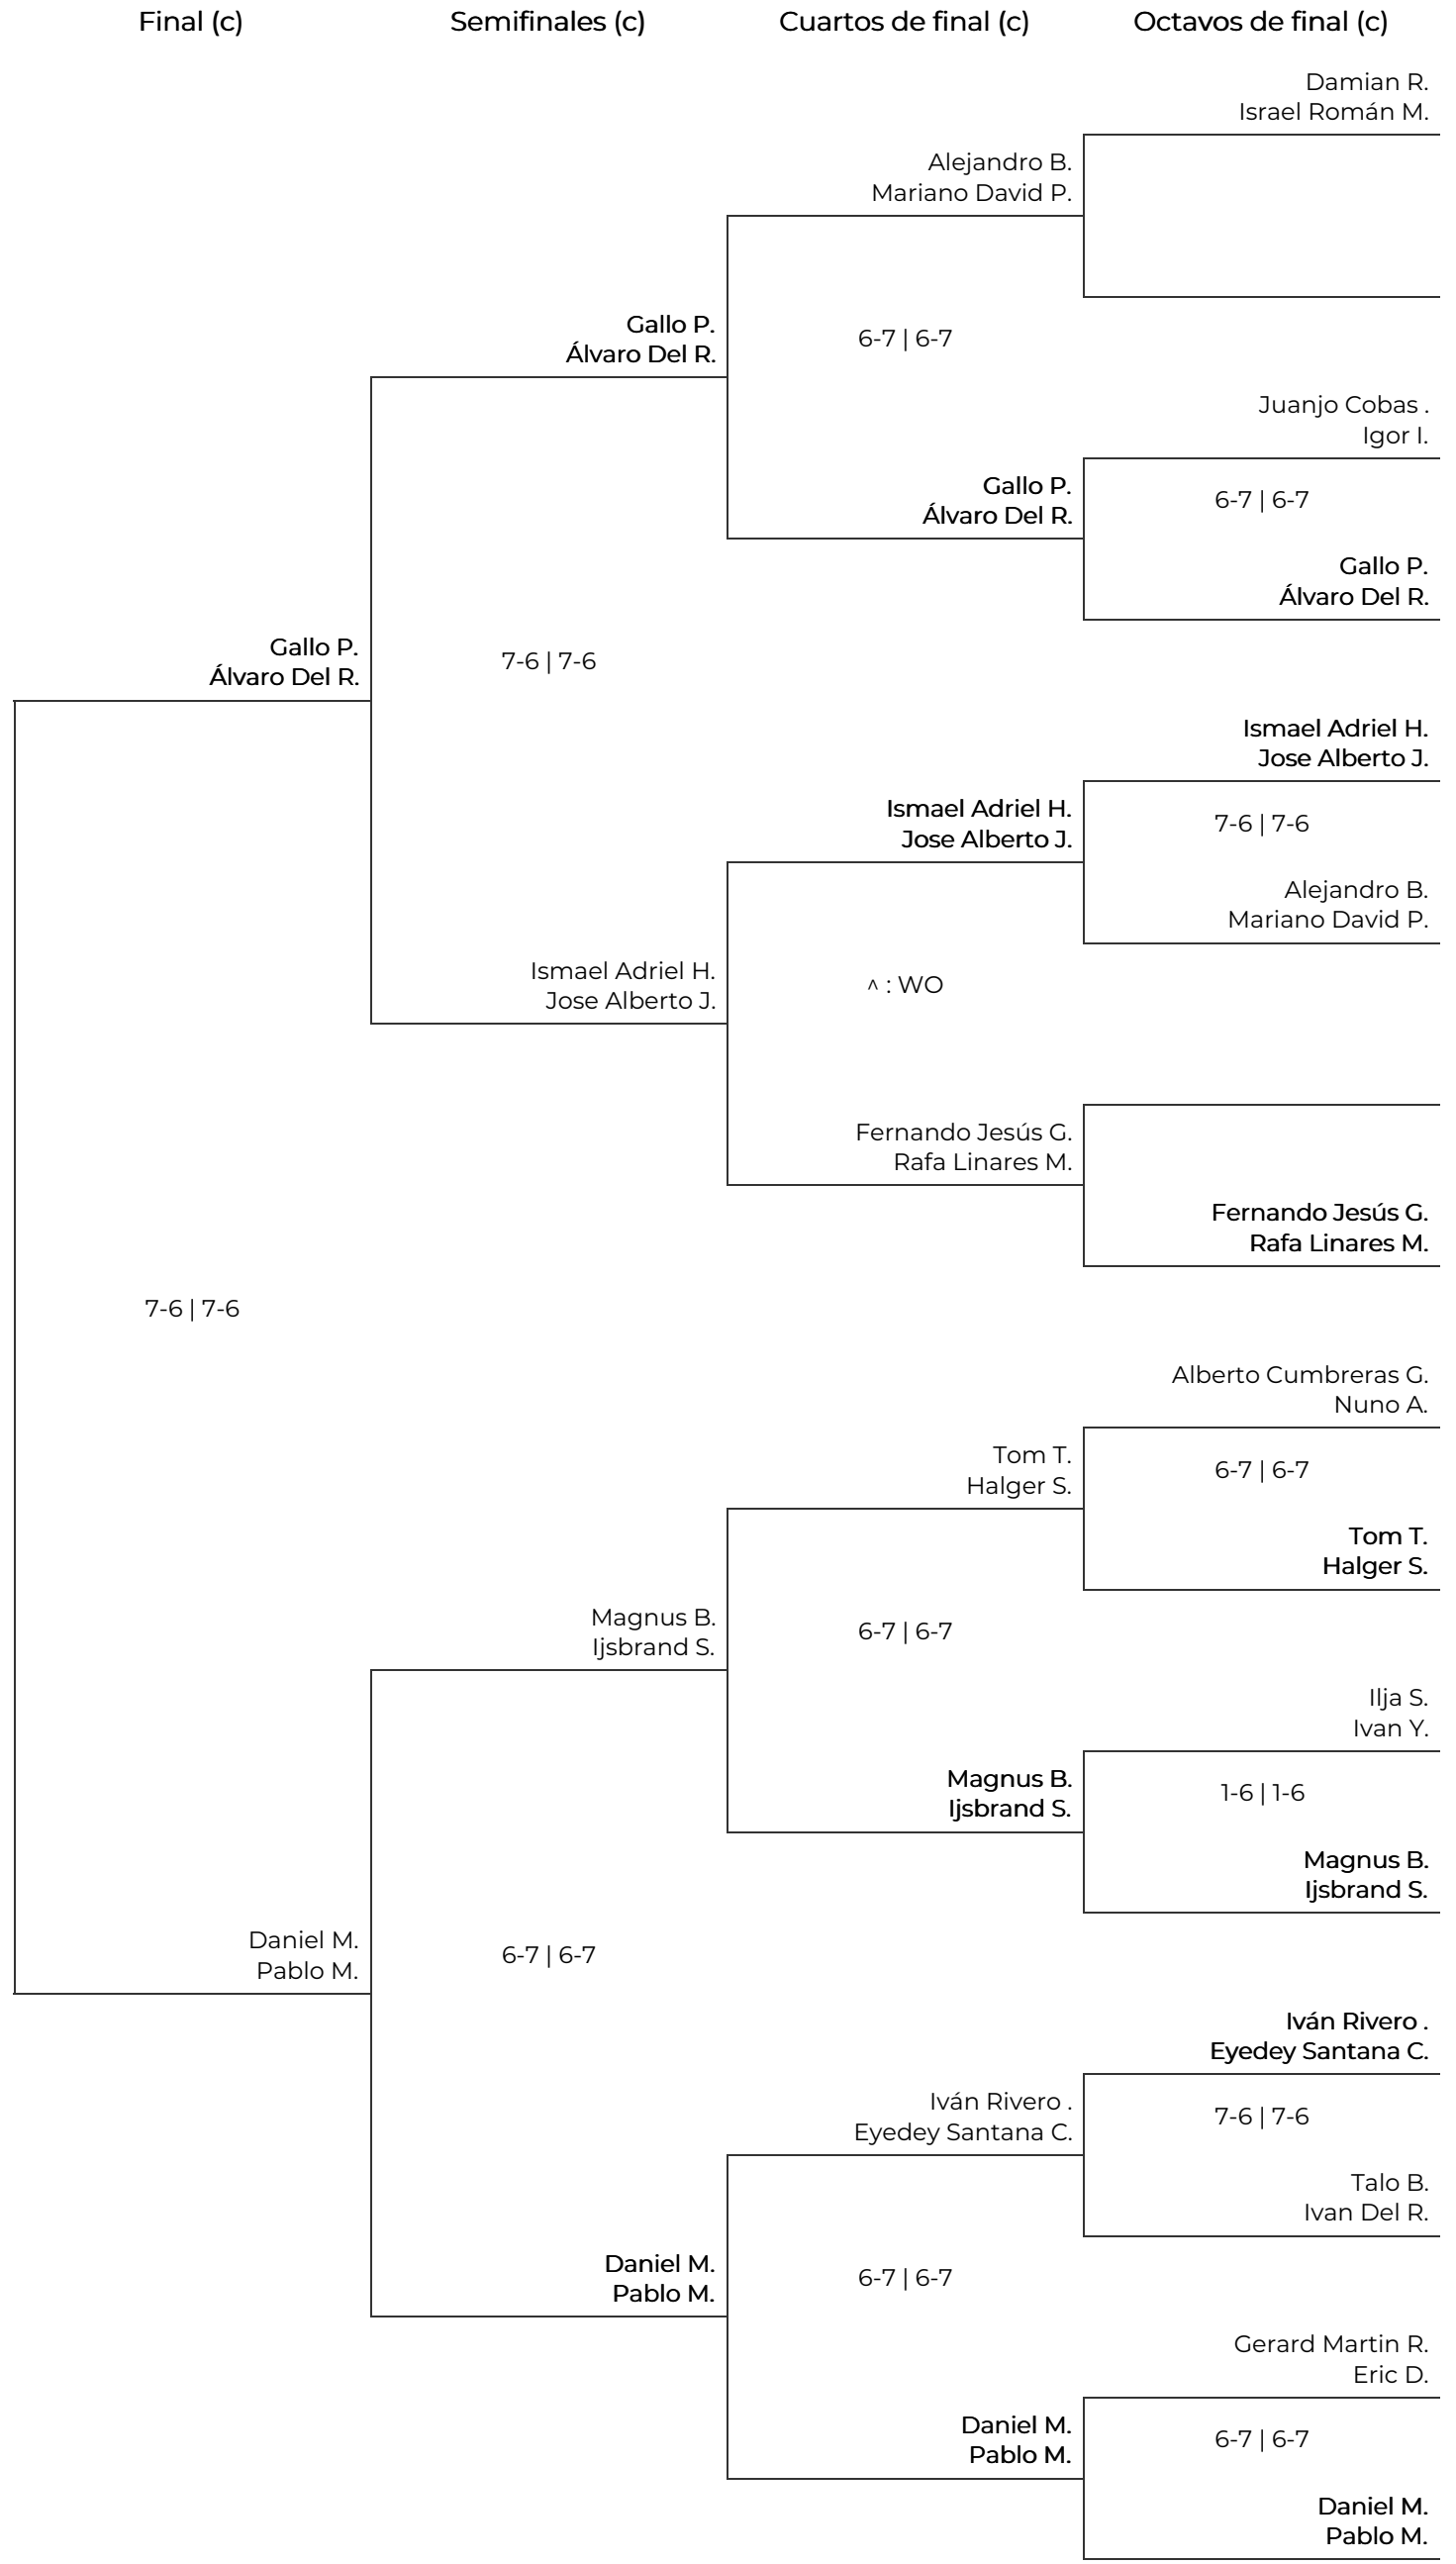 Final (c)
Semifinales (c)
Cuartos de final (c)
Octavos de final (c)
Damian R.
Israel Román M.
Alejandro B.
Mariano David P.
Gallo P.
Álvaro Del R.
6-7 | 6-7
Juanjo Cobas .
Igor I.
Gallo P.
Álvaro Del R.
6-7 | 6-7
Gallo P.
Álvaro Del R.
Gallo P.
Álvaro Del R.
7-6 | 7-6
Ismael Adriel H.
Jose Alberto J.
Ismael Adriel H.
Jose Alberto J.
7-6 | 7-6
Alejandro B.
Mariano David P.
Ismael Adriel H.
Jose Alberto J.
^ : WO
Fernando Jesús G.
Rafa Linares M.
Fernando Jesús G.
Rafa Linares M.
7-6 | 7-6
Alberto Cumbreras G.
Nuno A.
Tom T.
Halger S.
6-7 | 6-7
Tom T.
Halger S.
Magnus B.
Ijsbrand S.
6-7 | 6-7
Ilja S.
Ivan Y.
Magnus B.
Ijsbrand S.
1-6 | 1-6
Magnus B.
Ijsbrand S.
Daniel M.
Pablo M.
6-7 | 6-7
Iván Rivero .
Eyedey Santana C.
Iván Rivero .
Eyedey Santana C.
7-6 | 7-6
Talo B.
Ivan Del R.
Daniel M.
Pablo M.
6-7 | 6-7
Gerard Martin R.
Eric D.
Daniel M.
Pablo M.
6-7 | 6-7
Daniel M.
Pablo M.